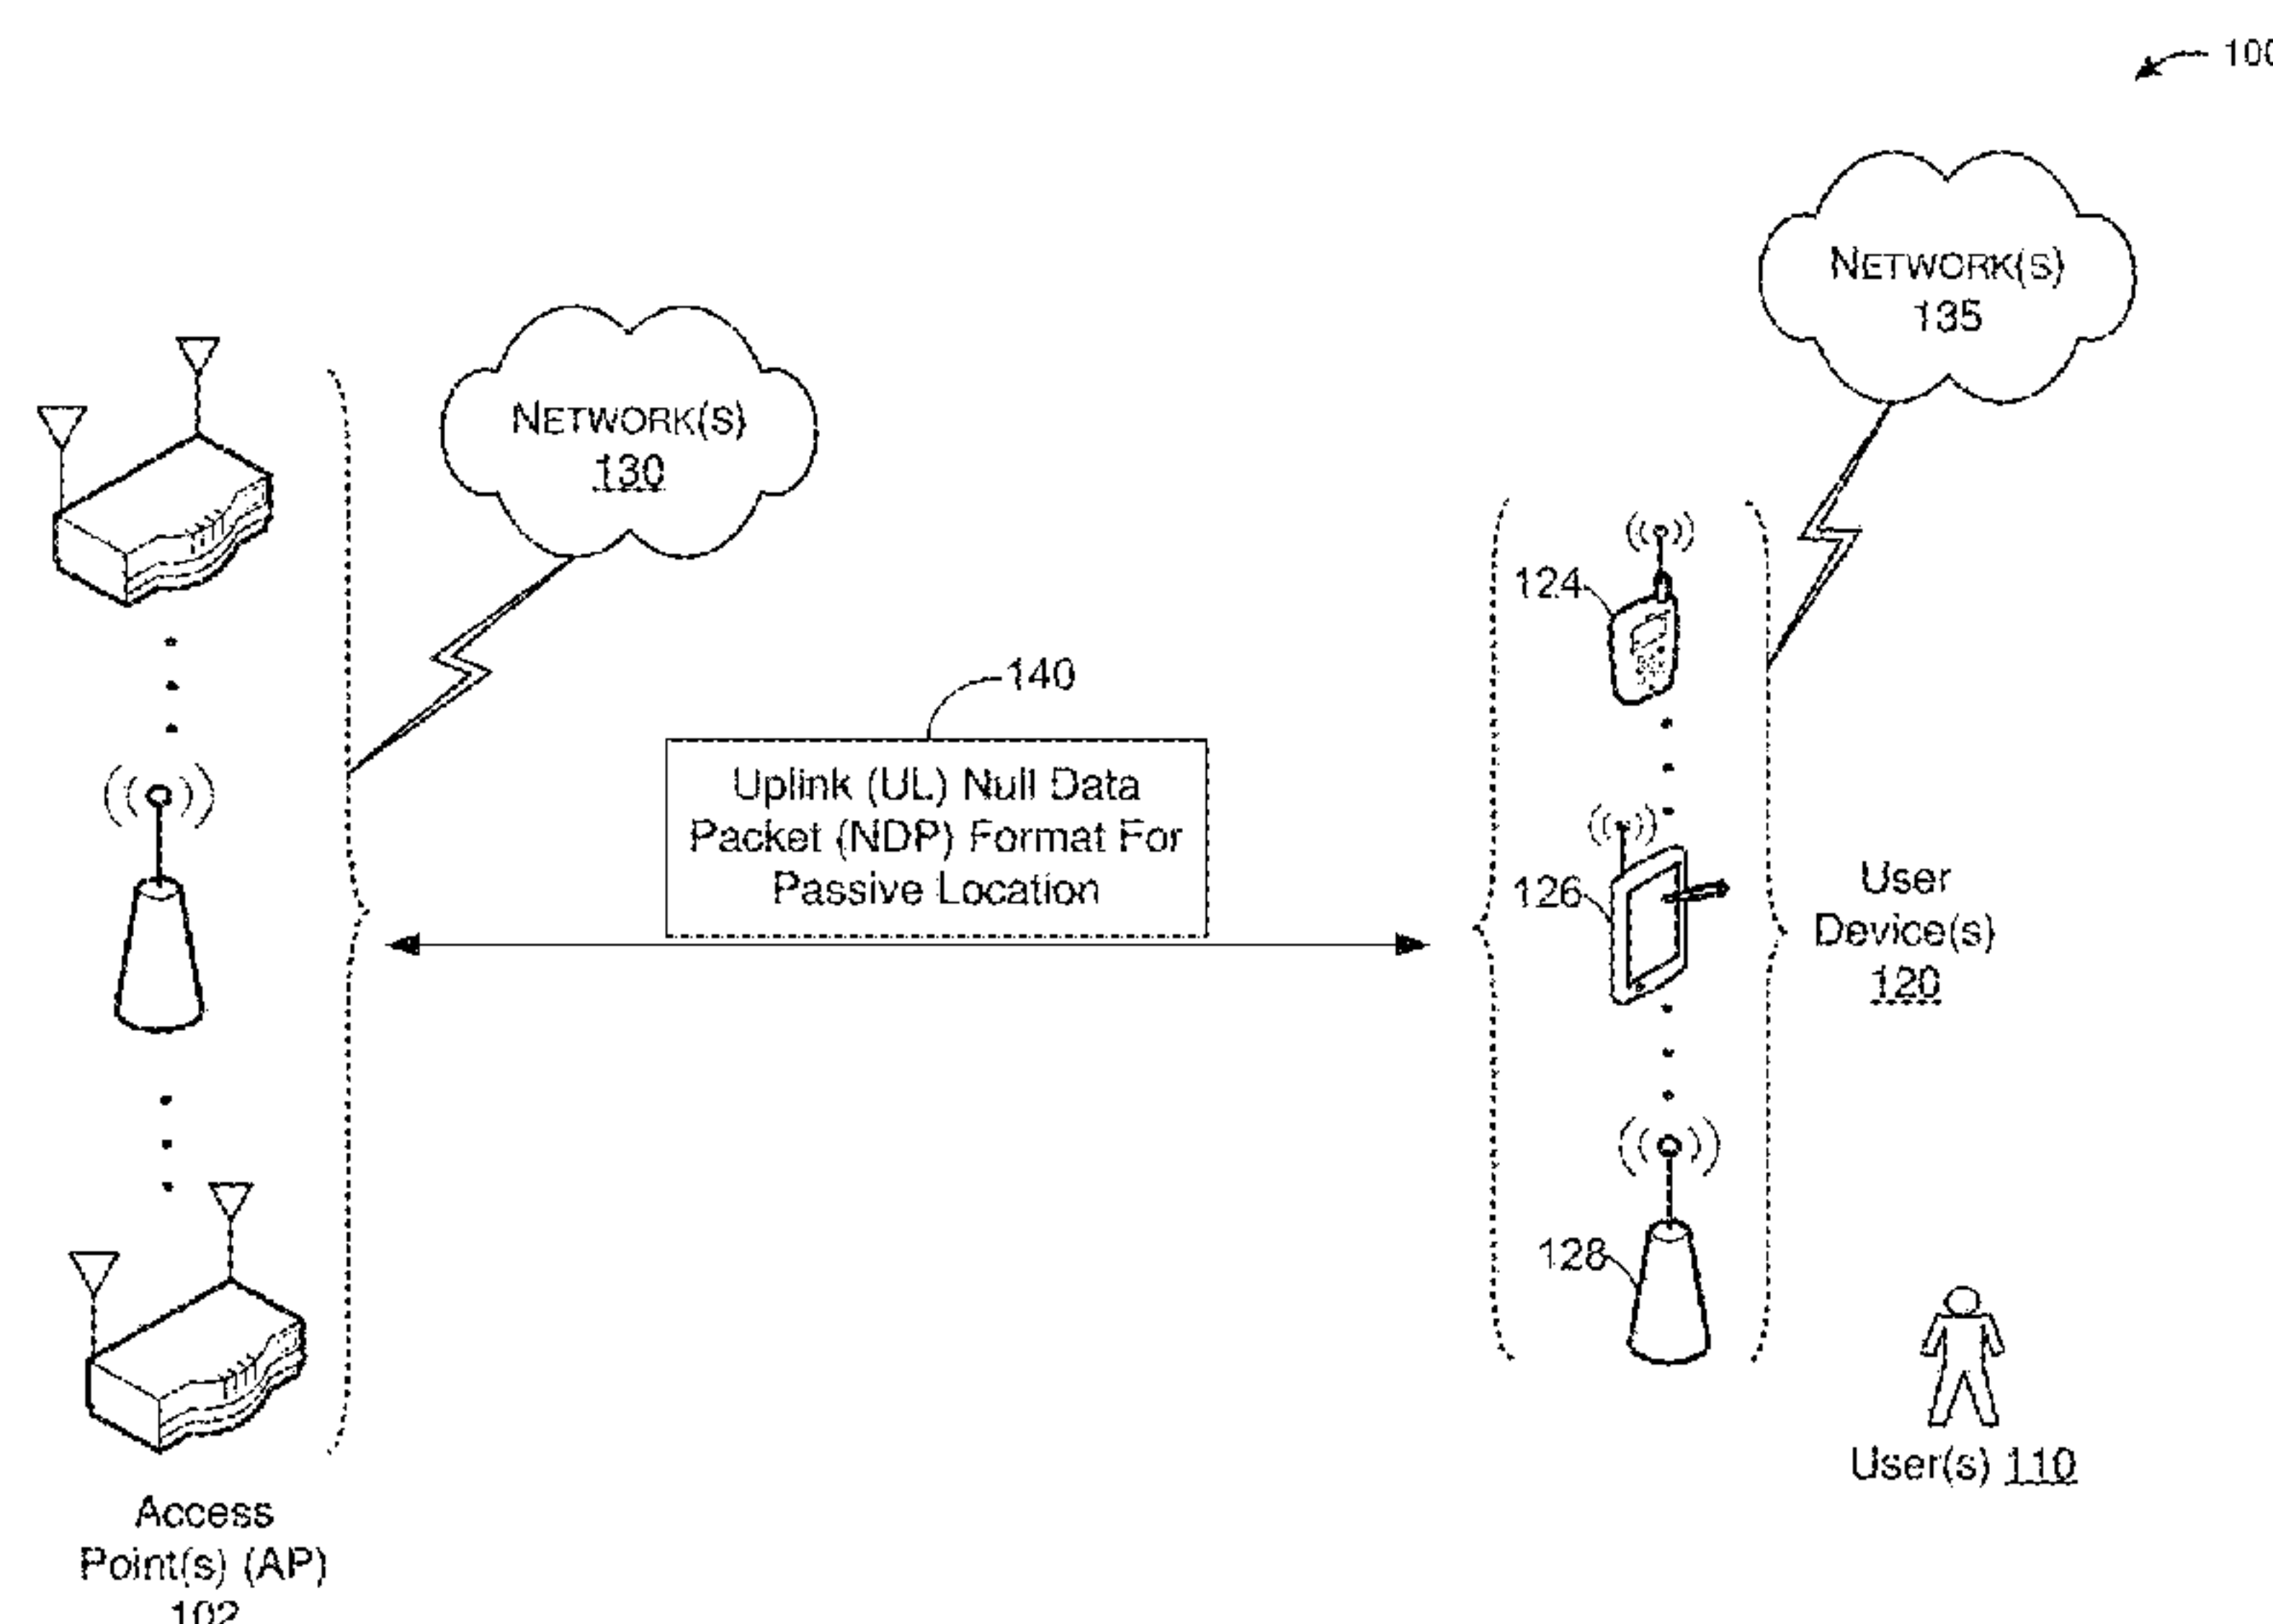 100
NETWORK(S)
135
NETWORK(S)
130
124
140
Uplink (UL) Null Data
Packet (NDP) Format For
Passive Location
126
User
Device(s)
120
128
User(s) 110
Access
Point(s) (AP)
102